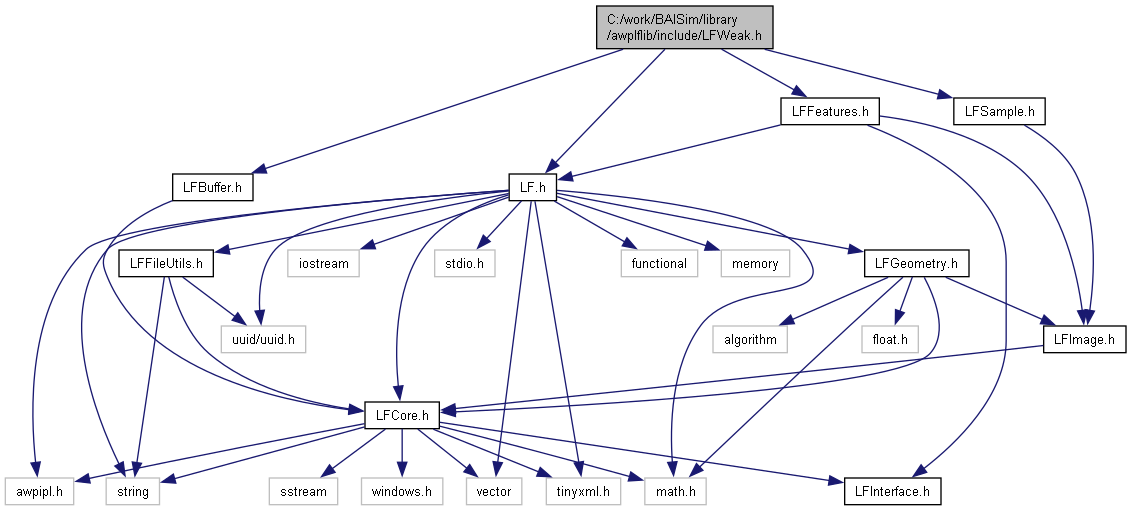 C:/work/BAISim/library
/awplflib/include/LFWeak.h
LFFeatures.h
LFSample.h
LFBuffer.h
LF.h
LFFileUtils.h
iostream
stdio.h
functional
memory
LFGeometry.h
uuid/uuid.h
algorithm
float.h
LFImage.h
LFCore.h
awpipl.h
string
sstream
windows.h
vector
tinyxml.h
math.h
LFInterface.h